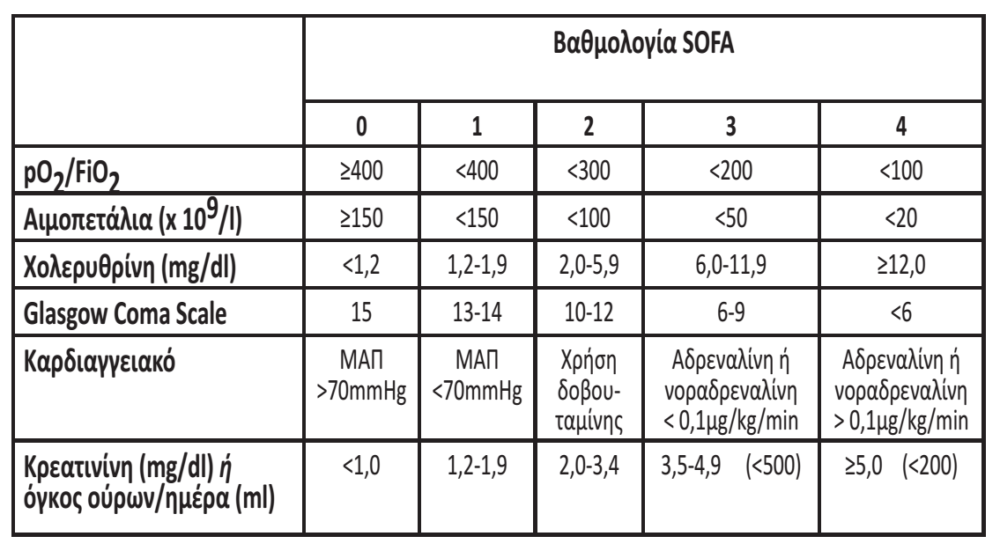 Βαθμολογία SOFA
0 1 2 3 4
pO2/FiO2 ≥400 <400 <300 <200 <100
Αιμοπετάλια (x 10^9/l) ≥150 <150 <100 <50 <20
Χολερυθρίνη (mg/dl) <1,2 1,2-1,9 2,0-5,9 6,0-11,9 ≥12,0
Glasgow Coma Scale 15 13-14 10-12 6-9 <6
Καρδιαγγειακό ΜΑΠ ΜΑΠ Χρήση Αδρεναλίνη ή Αδρεναλίνη ή
>70mmHg <70mmHg δοβου- νοραδρεναλίνη νοραδρεναλίνη
ταμίνης < 0,1μg/kg/min > 0,1μg/kg/min
Κρεατινίνη (mg/dl) ή <1,0 1,2-1,9 2,0-3,4 3,5-4,9 (<500) ≥5,0 (<200)
όγκος ούρων/ημέρα (ml)